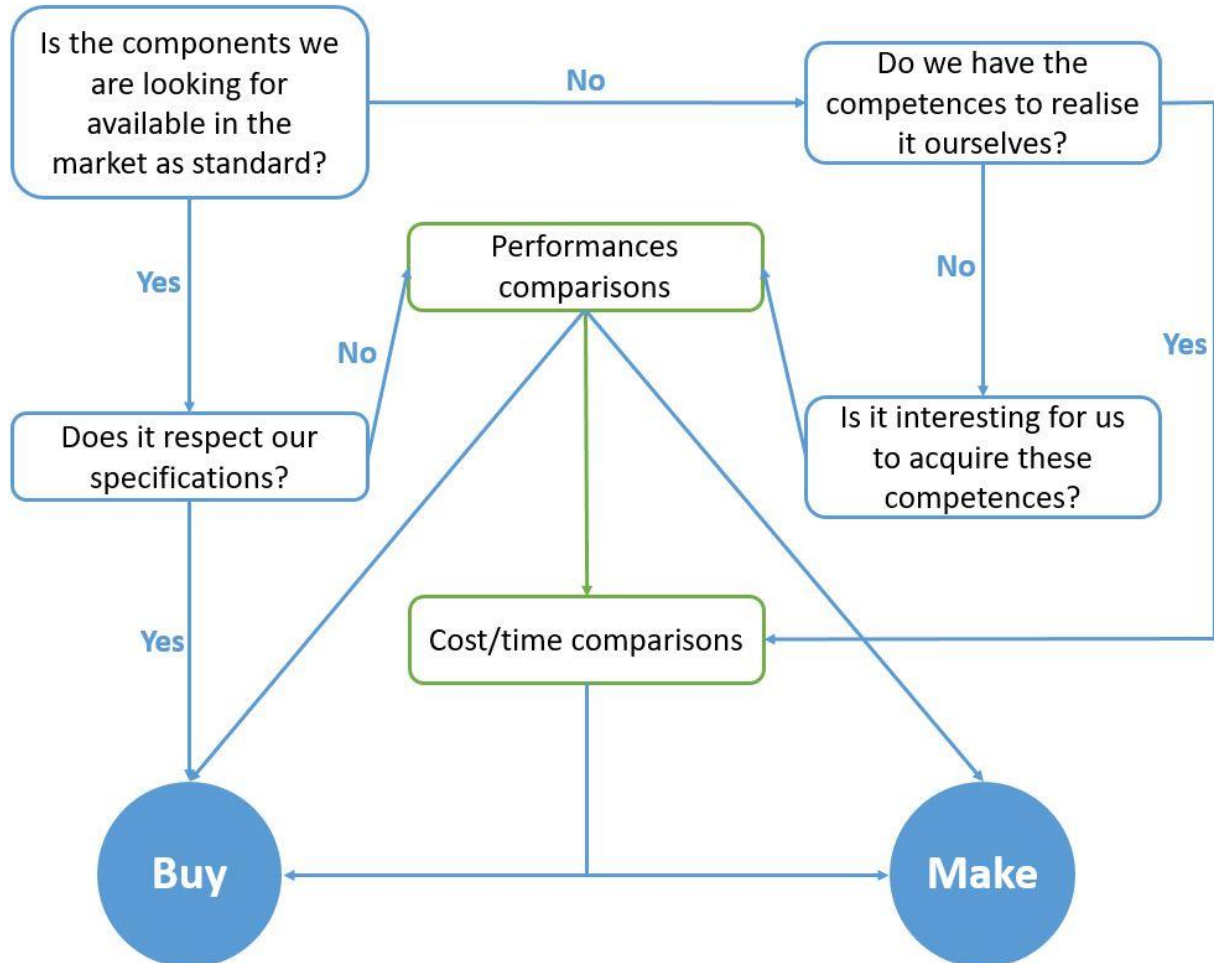 Is the components we
are looking for
available in the
market as standard?
No
Do we have the
competences to realise
it ourselves?
Yes
Performances
comparisons
No
No
Yes
Does it respect our
specifications?
Is it interesting for us
to acquire these
competences?
Yes
Cost/time comparisons
Buy
Make